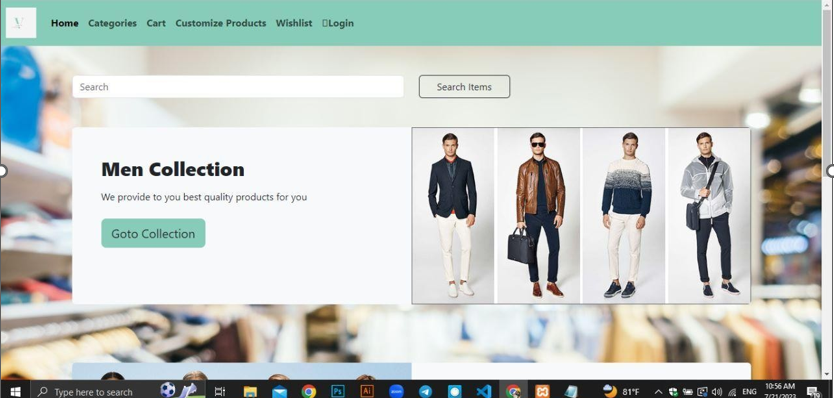 Home Categories Cart Customize Products Wishlist Login
Search Search Items
Men Collection
We provide to you best quality products for you
Goto Collection
Type here to search 81°F ENG 10:56 AM
7/21/2023